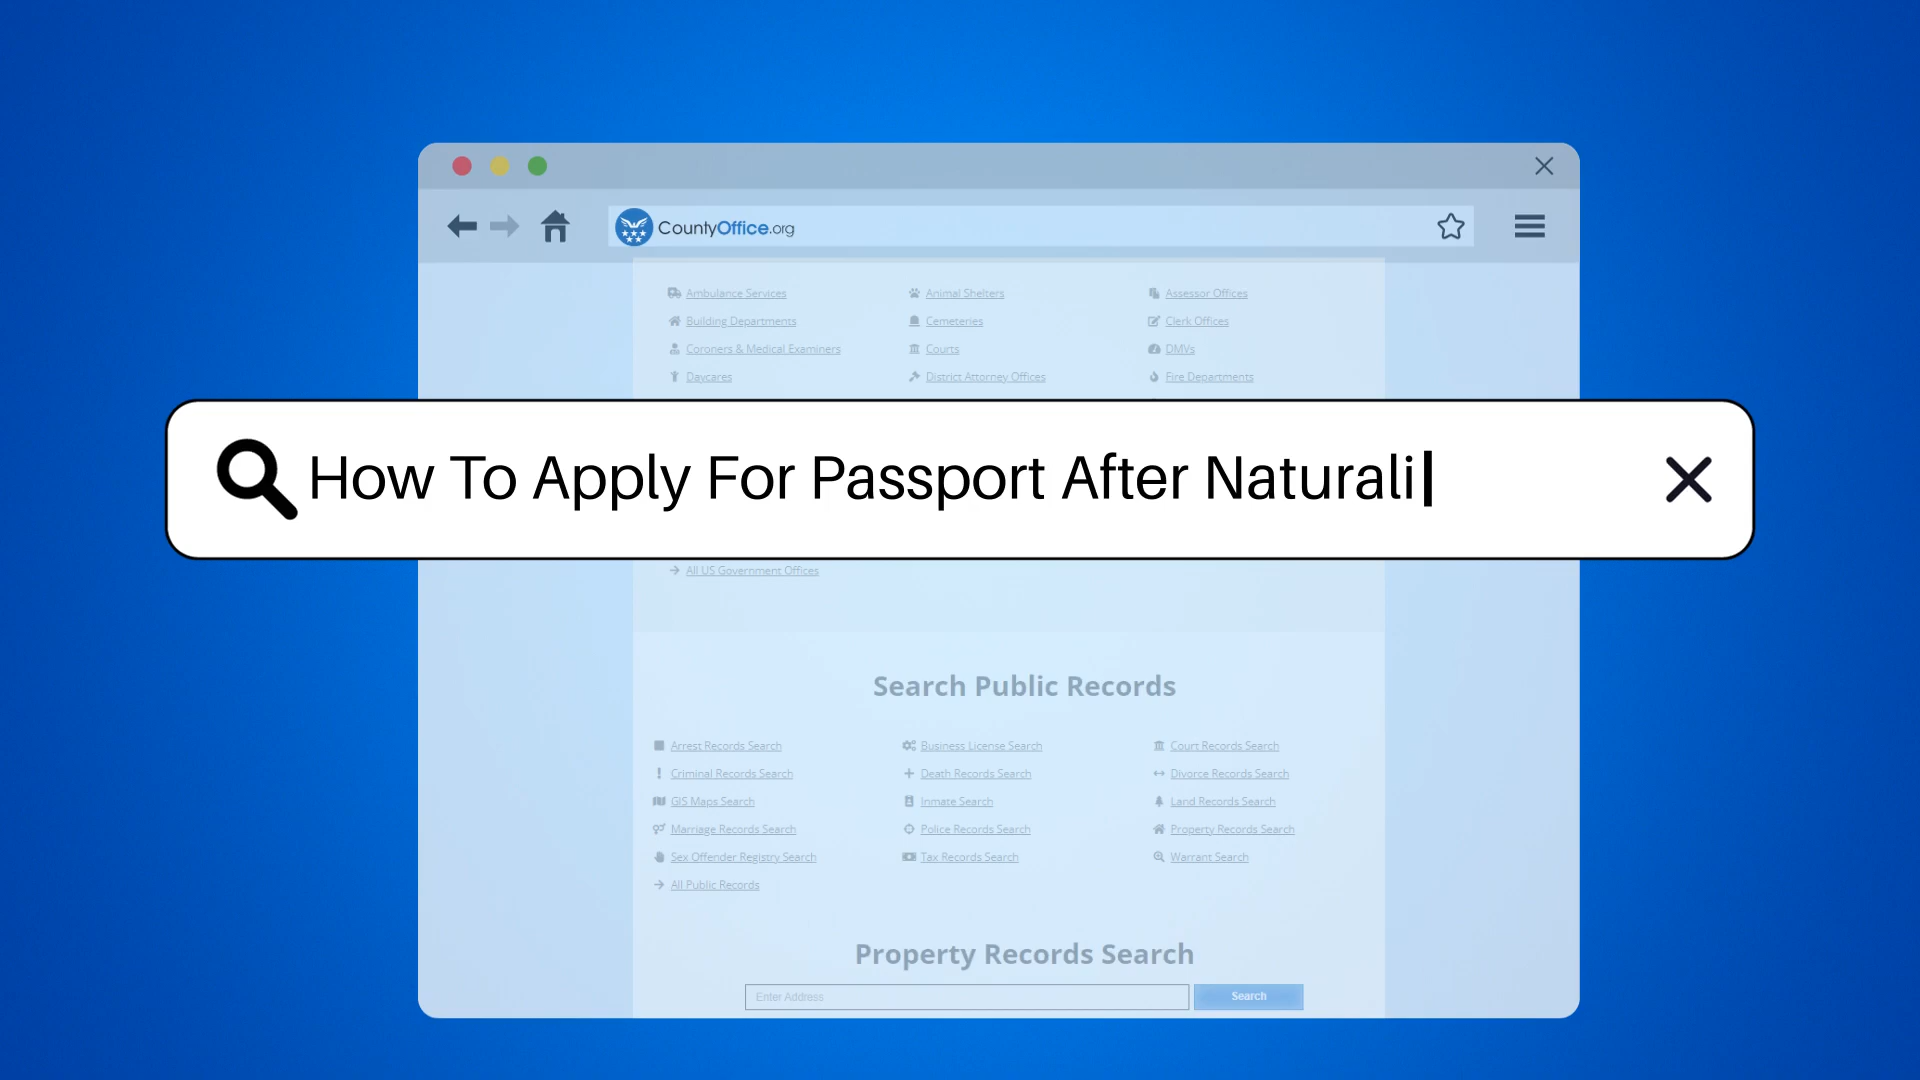 CountyOffice.org
Ambulance Services Animal Shelters Assessor Offices
Building Departments Cemeteries Clerk Offices
Coroners & Medical Examiners Courts DMVs
Daycares District Attorney Offices Fire Departments
How To Apply For Passport After Naturali
All US Government Offices
Search Public Records
Arrest Records Search Business License Search Court Records Search
Criminal Records Search Death Records Search Divorce Records Search
GIS Maps Search Inmate Search Land Records Search
Marriage Records Search Police Records Search Property Records Search
Sex Offender Registry Search Tax Records Search Warrant Search
All Public Records
Property Records Search
Enter Address Search